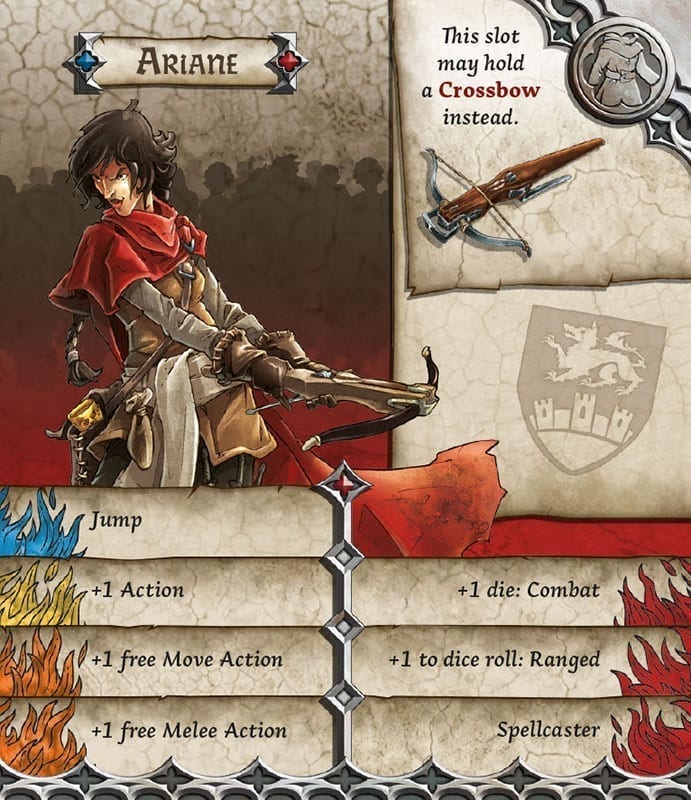 Ariane
This slot
may hold
a Crossbow
instead.
Jump
+1 Action
+1 die: Combat
+1 free Move Action
+1 to dice roll: Ranged
+1 free Melee Action
Spellcaster